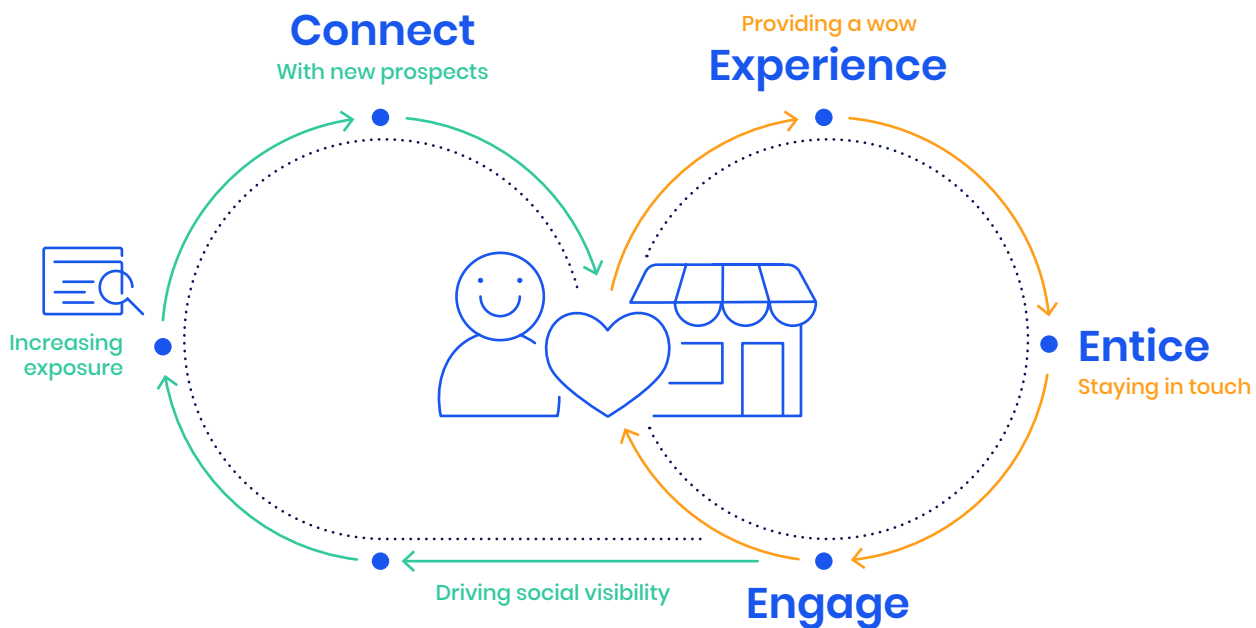 Connect
With new prospects
Providing a wow
Experience
Increasing
exposure
Entice
Staying in touch
Driving social visibility
Engage